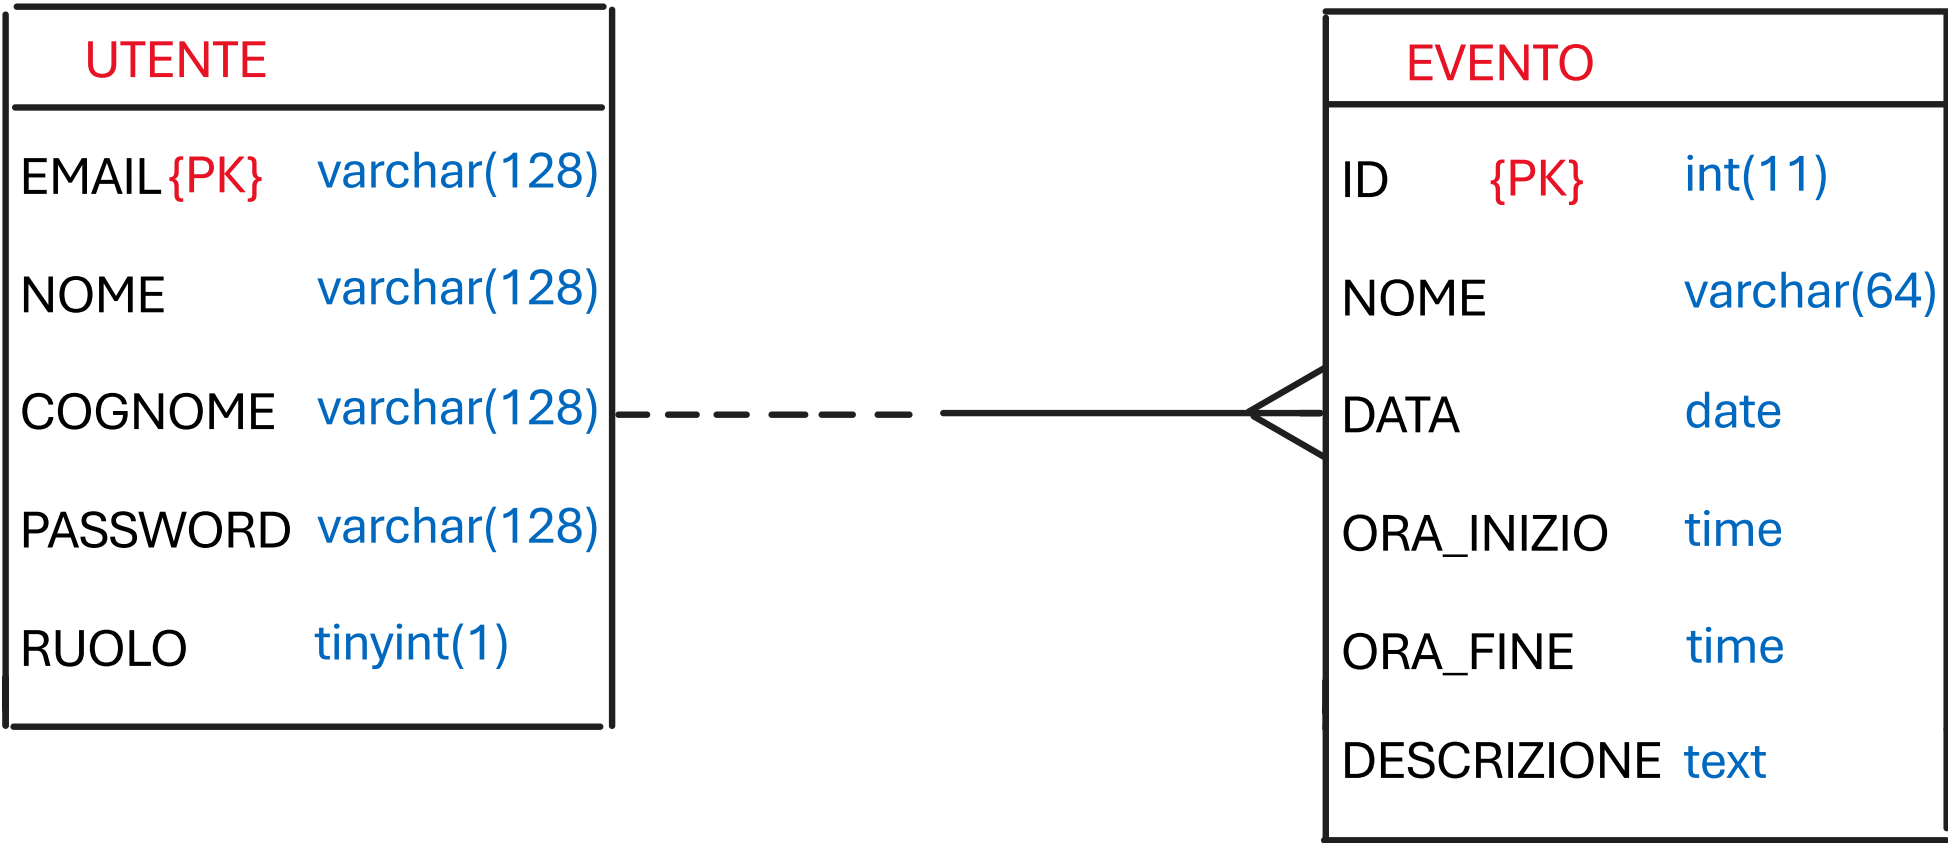 UTENTE
EMAIL {PK} varchar(128)
NOME varchar(128)
COGNOME varchar(128)
PASSWORD varchar(128)
RUOLO tinyint(1)
EVENTO
ID {PK} int(11)
NOME varchar(64)
DATA date
ORA_INIZIO time
ORA_FINE time
DESCRIZIONE text